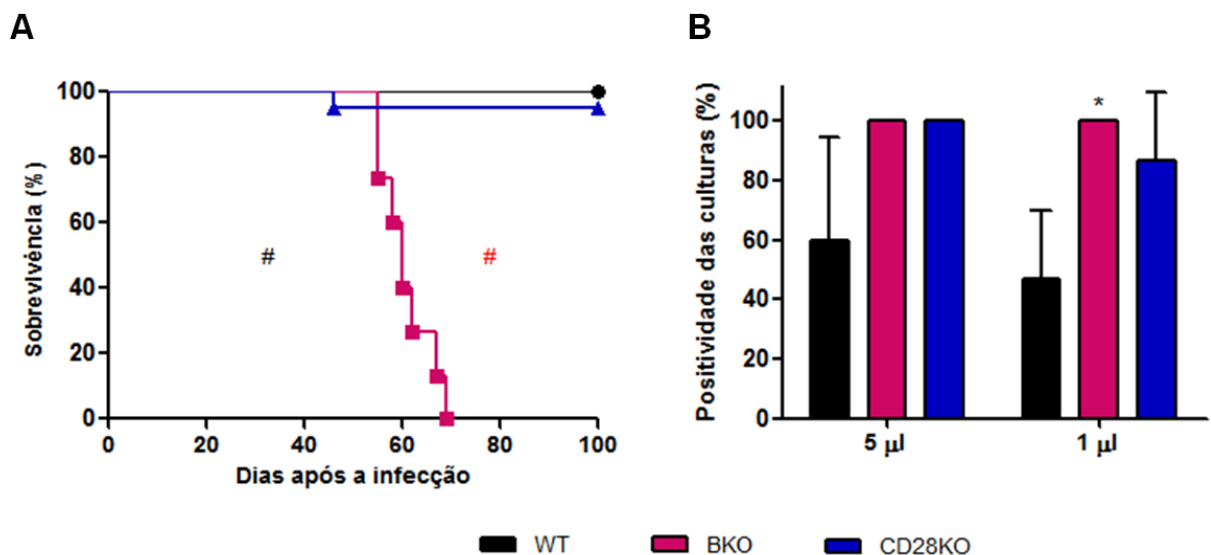 A
B
Sobrevivência (%)
100
80
60
40
20
0
#
#
0 20 40 60 80 100
Dias após a infecção
Positividade das culturas (%)
100
80
60
40
20
0
*
5 µl 1 µl
WT BKO CD28KO